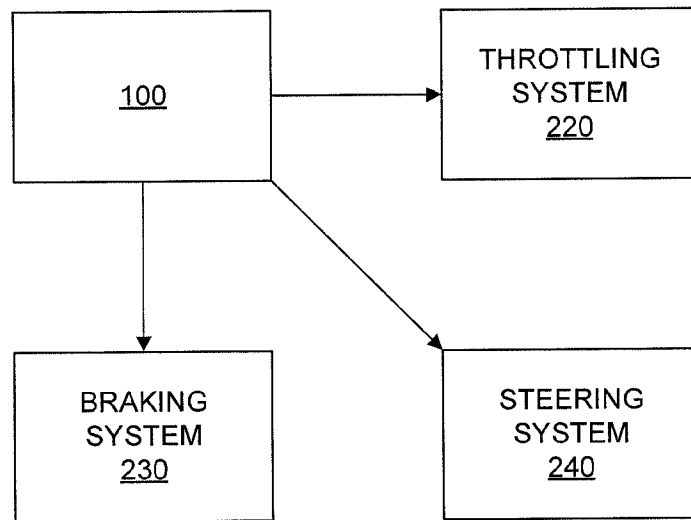 100
THROTTLING
SYSTEM
220
BRAKING
SYSTEM
230
STEERING
SYSTEM
240